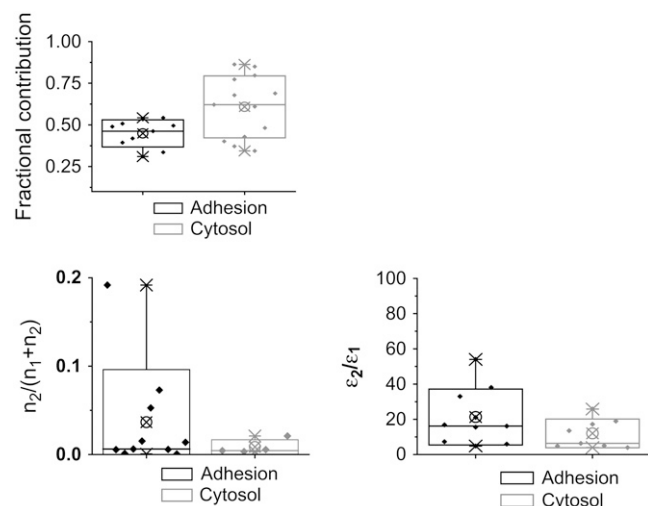 Fractional contribution
1.00
0.75
0.50
0.25
Adhesion
Cytosol
n₂/(n₁+n₂)
0.2
0.1
0.0
Adhesion
Cytosol
ε₂/ε₁
100
80
60
40
20
0
Adhesion
Cytosol